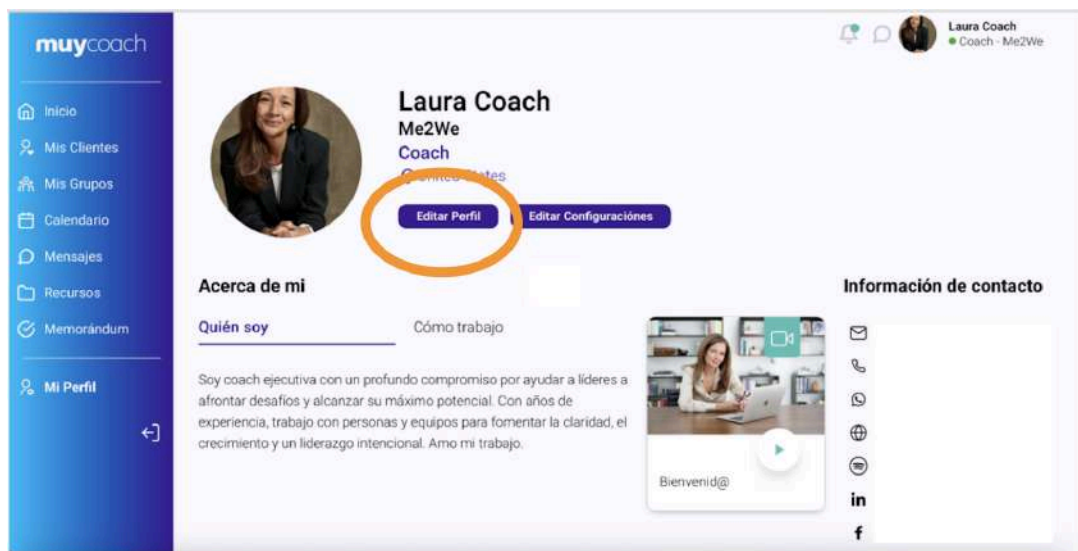 muycoach
Inicio
Mis Clientes
Mis Grupos
Calendario
Mensajes
Recursos
Memorándum
Mi Perfil
Laura Coach
Coach - Me2We
Laura Coach
Me2We
Coach
United States
Editar Perfil
Editar Configuraciónes
Acerca de mi
Quién soy
Cómo trabajo
Soy coach ejecutiva con un profundo compromiso por ayudar a líderes a
afrontar desafíos y alcanzar su máximo potencial. Con años de
experiencia, trabajo con personas y equipos para fomentar la claridad, el
crecimiento y un liderazgo intencional. Amo mi trabajo.
Bienvenid@
Información de contacto
in
f